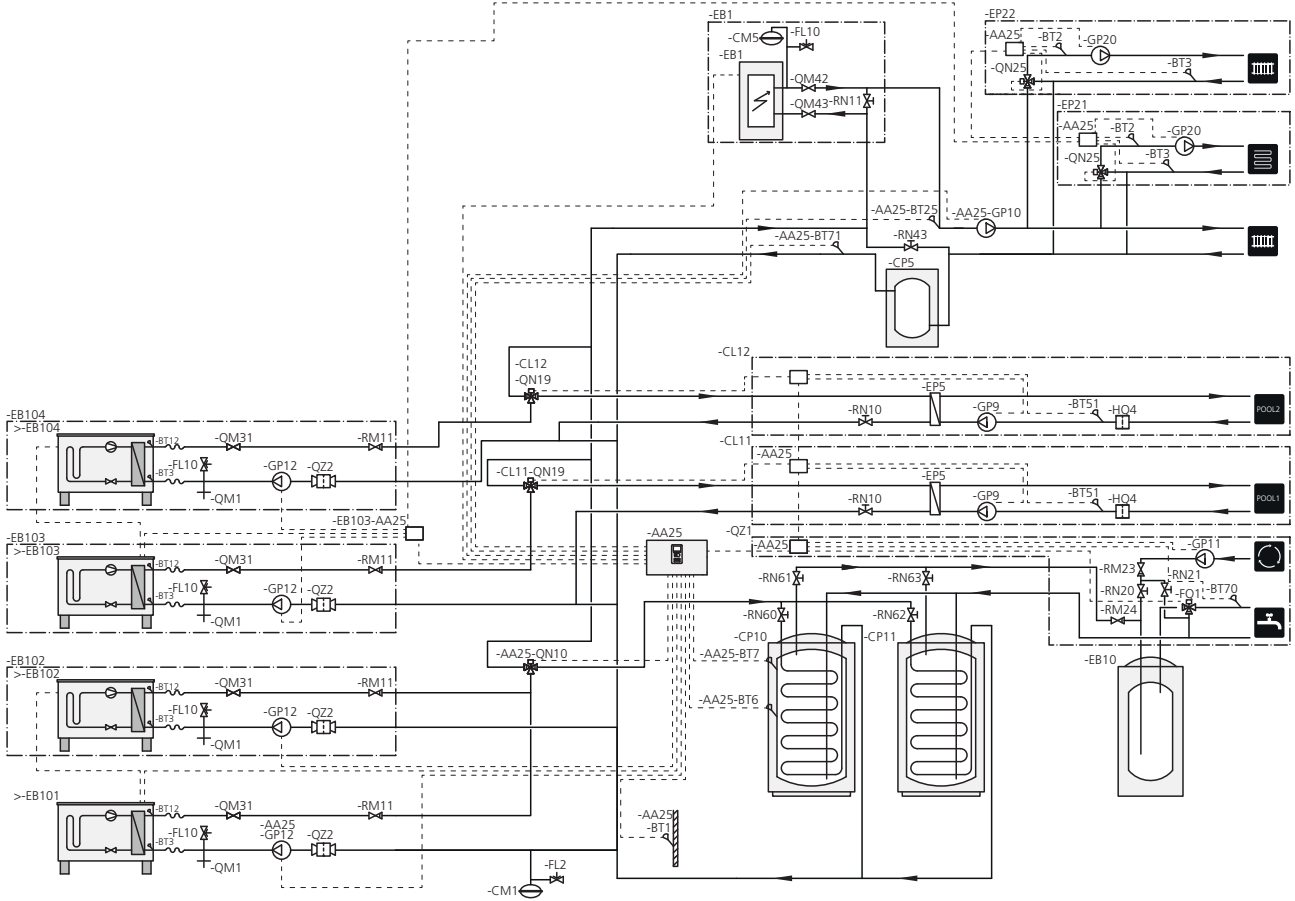 -EB1
-CM5
-FL10
-EB1
-QM42
-QM43
-RN11
-EP22
-AA25
-BT2
-GP20
-QN25
-BT3
-EP21
-AA25
-BT2
-GP20
-QN25
-BT3
-AA25-BT25
-AA25-GP10
-AA25-BT71
-RN43
-CP5
-CL12
-QN19
-CL12
-EP5
-RN10
-GP9
-BT51
-HQ4
POOL2
-CL11
-AA25
-CL11-QN19
-EP5
-RN10
-GP9
-BT51
-HQ4
POOL1
-EB104
>-EB104
-BT12
-QM31
-RM11
-FL10
-GP12
-QZ2
-BT3
-QM1
-EB103-AA25
-EB103
>-EB103
-BT12
-QM31
-RM11
-FL10
-GP12
-QZ2
-BT3
-QM1
-AA25
-QZ1
-AA25
-GP11
-RM23
-RN21
-RN20
-FQ1
-BT70
-RM24
-RN61
-RN63
-RN60
-RN62
-CP10
-CP11
-EB10
-AA25-QN10
-AA25-BT7
-AA25-BT6
-EB102
>-EB102
-BT12
-QM31
-RM11
-FL10
-GP12
-QZ2
-BT3
-QM1
>-EB101
-BT12
-QM31
-RM11
-FL10
-AA25
-GP12
-QZ2
-BT3
-QM1
-AA25
-BT1
-FL2
-CM1